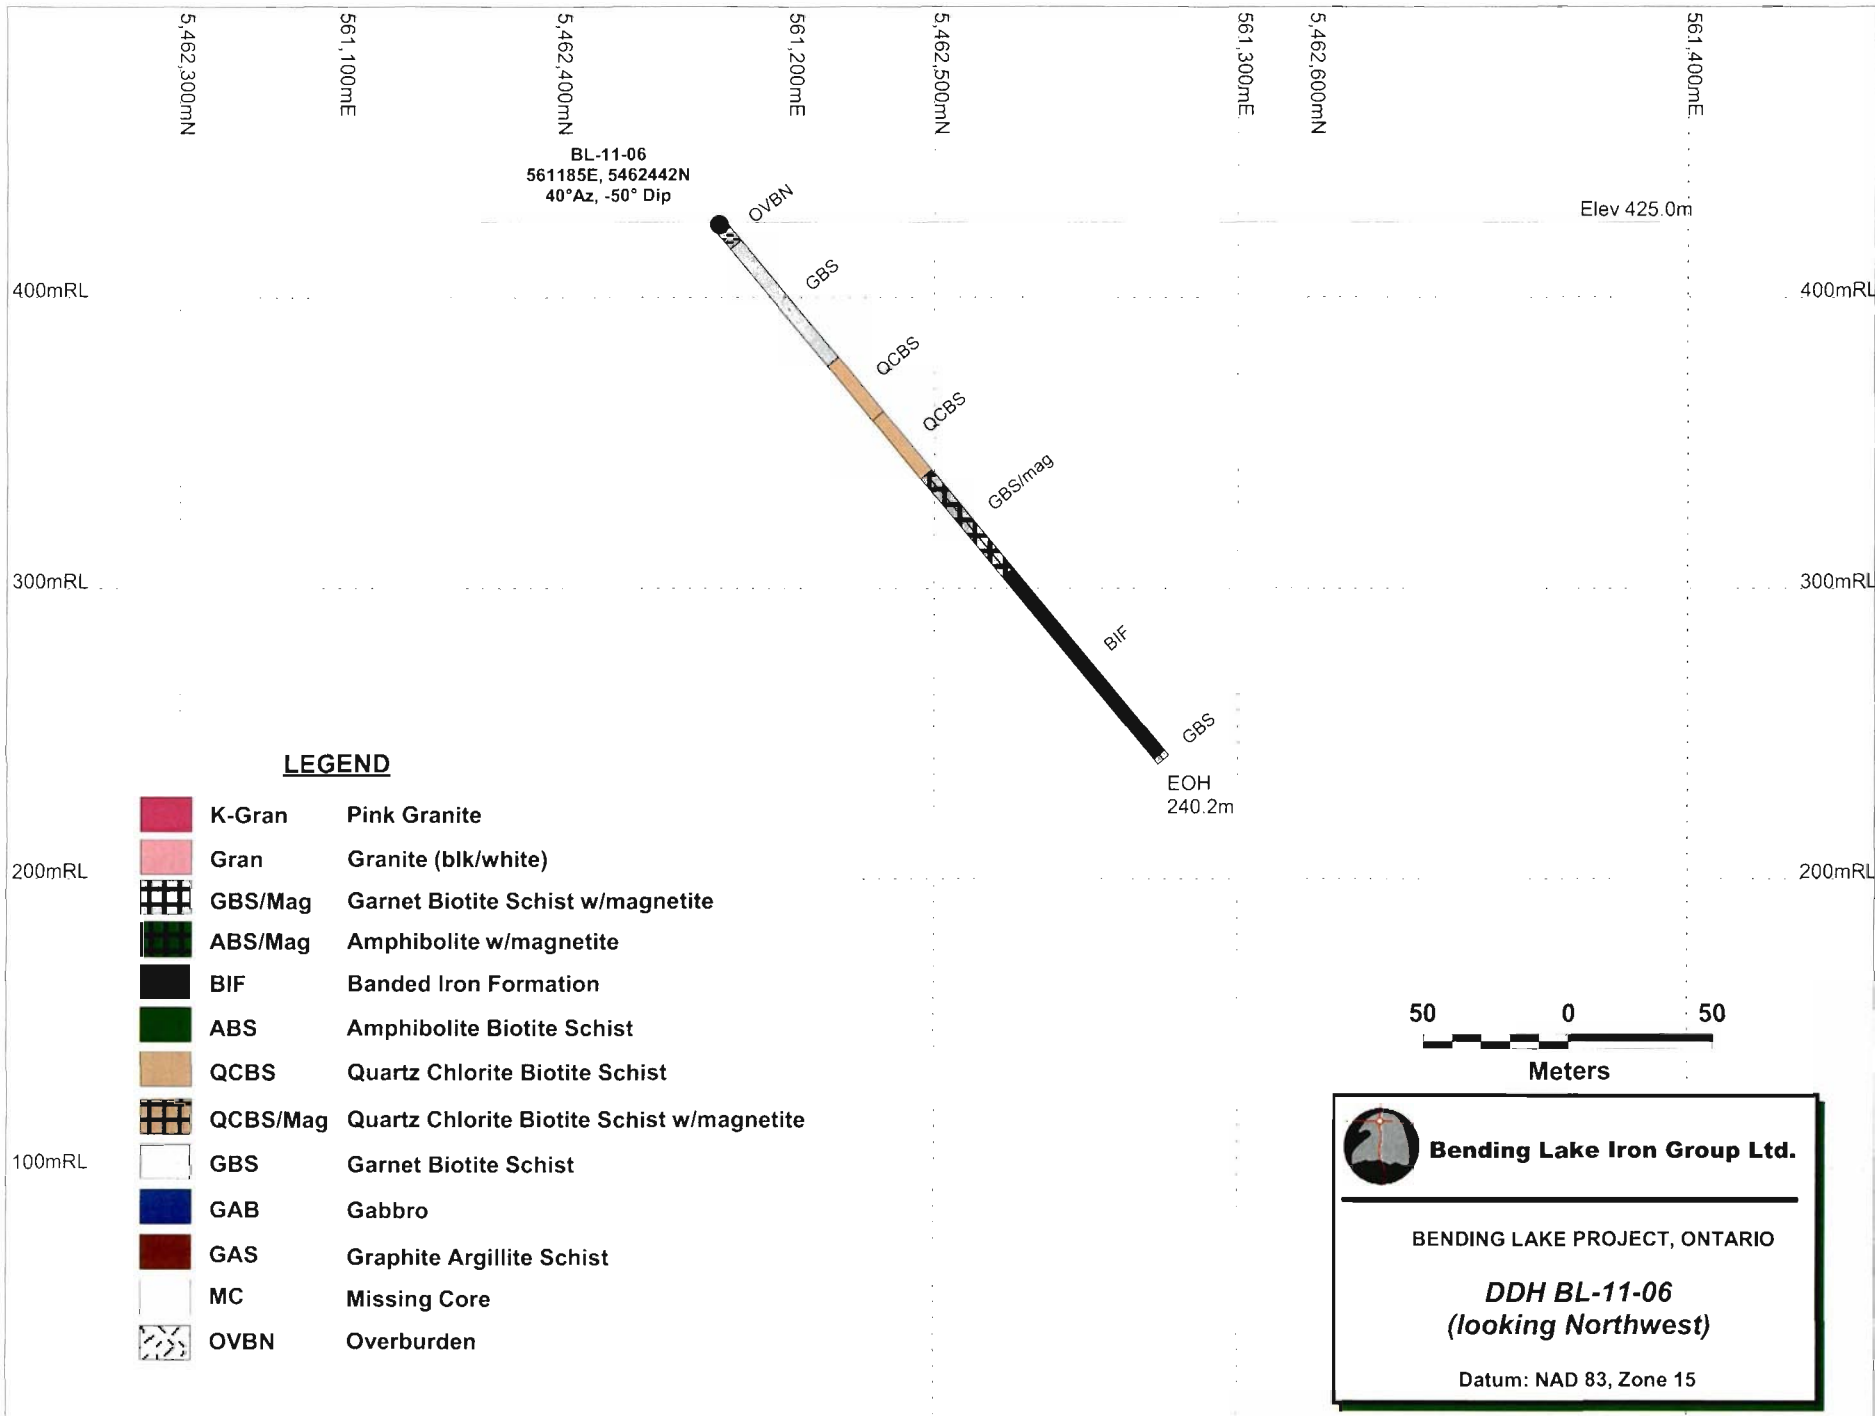 5,462,300mN
561,100mE
5,462,400mN
561,200mE
5,462,500mN
561,300mE
5,462,600mN
561,400mE
BL-11-06
561185E, 5462442N
40°Az, -50° Dip
OVBN
Elev 425.0m
GBS
400mRL
400mRL
QCBS
QCBS
GBS/mag
300mRL
300mRL
BIF
GBS
EOH
240.2m
200mRL
200mRL
100mRL
LEGEND
K-Gran Pink Granite
Gran Granite (blk/white)
GBS/Mag Garnet Biotite Schist w/magnetite
ABS/Mag Amphibolite w/magnetite
BIF Banded Iron Formation
ABS Amphibolite Biotite Schist
QCBS Quartz Chlorite Biotite Schist
QCBS/Mag Quartz Chlorite Biotite Schist w/magnetite
GBS Garnet Biotite Schist
GAB Gabbro
GAS Graphite Argillite Schist
MC Missing Core
OVBN Overburden
50 0 50
Meters
Bending Lake Iron Group Ltd.
BENDING LAKE PROJECT, ONTARIO
DDH BL-11-06
(looking Northwest)
Datum: NAD 83, Zone 15